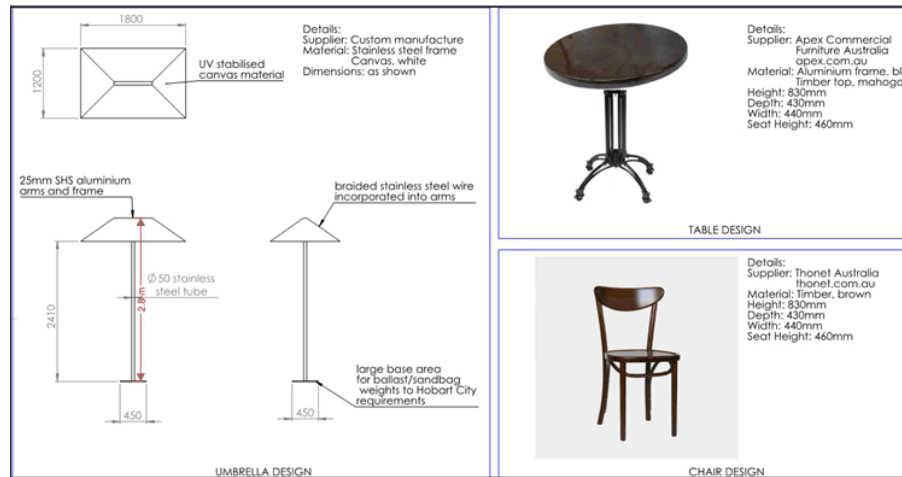 1800
1200
UV stabilised
canvas material
Details:
Supplier: Custom manufacture
Material: Stainless steel frame
Canvas, white
Dimensions: as shown
25mm SHS aluminium
arms and frame
braided stainless steel wire
incorporated into arms
2410
Ø 50 stainless
steel tube
2.8m
large base area
for ballast/sandbag
weights to Hobart City
requirements
450
450
UMBRELLA DESIGN
Details:
Supplier: Apex Commercial
Furniture Australia
apex.com.au
Material: Aluminium frame. bl
Timber top, mahoga
Height: 830mm
Depth: 430mm
Width: 440mm
Seat Height: 460mm
TABLE DESIGN
Details:
Supplier: Thonet Australia
thonet.com.au
Material: Timber, brown
Height: 830mm
Depth: 430mm
Width: 440mm
Seat Height: 460mm
CHAIR DESIGN